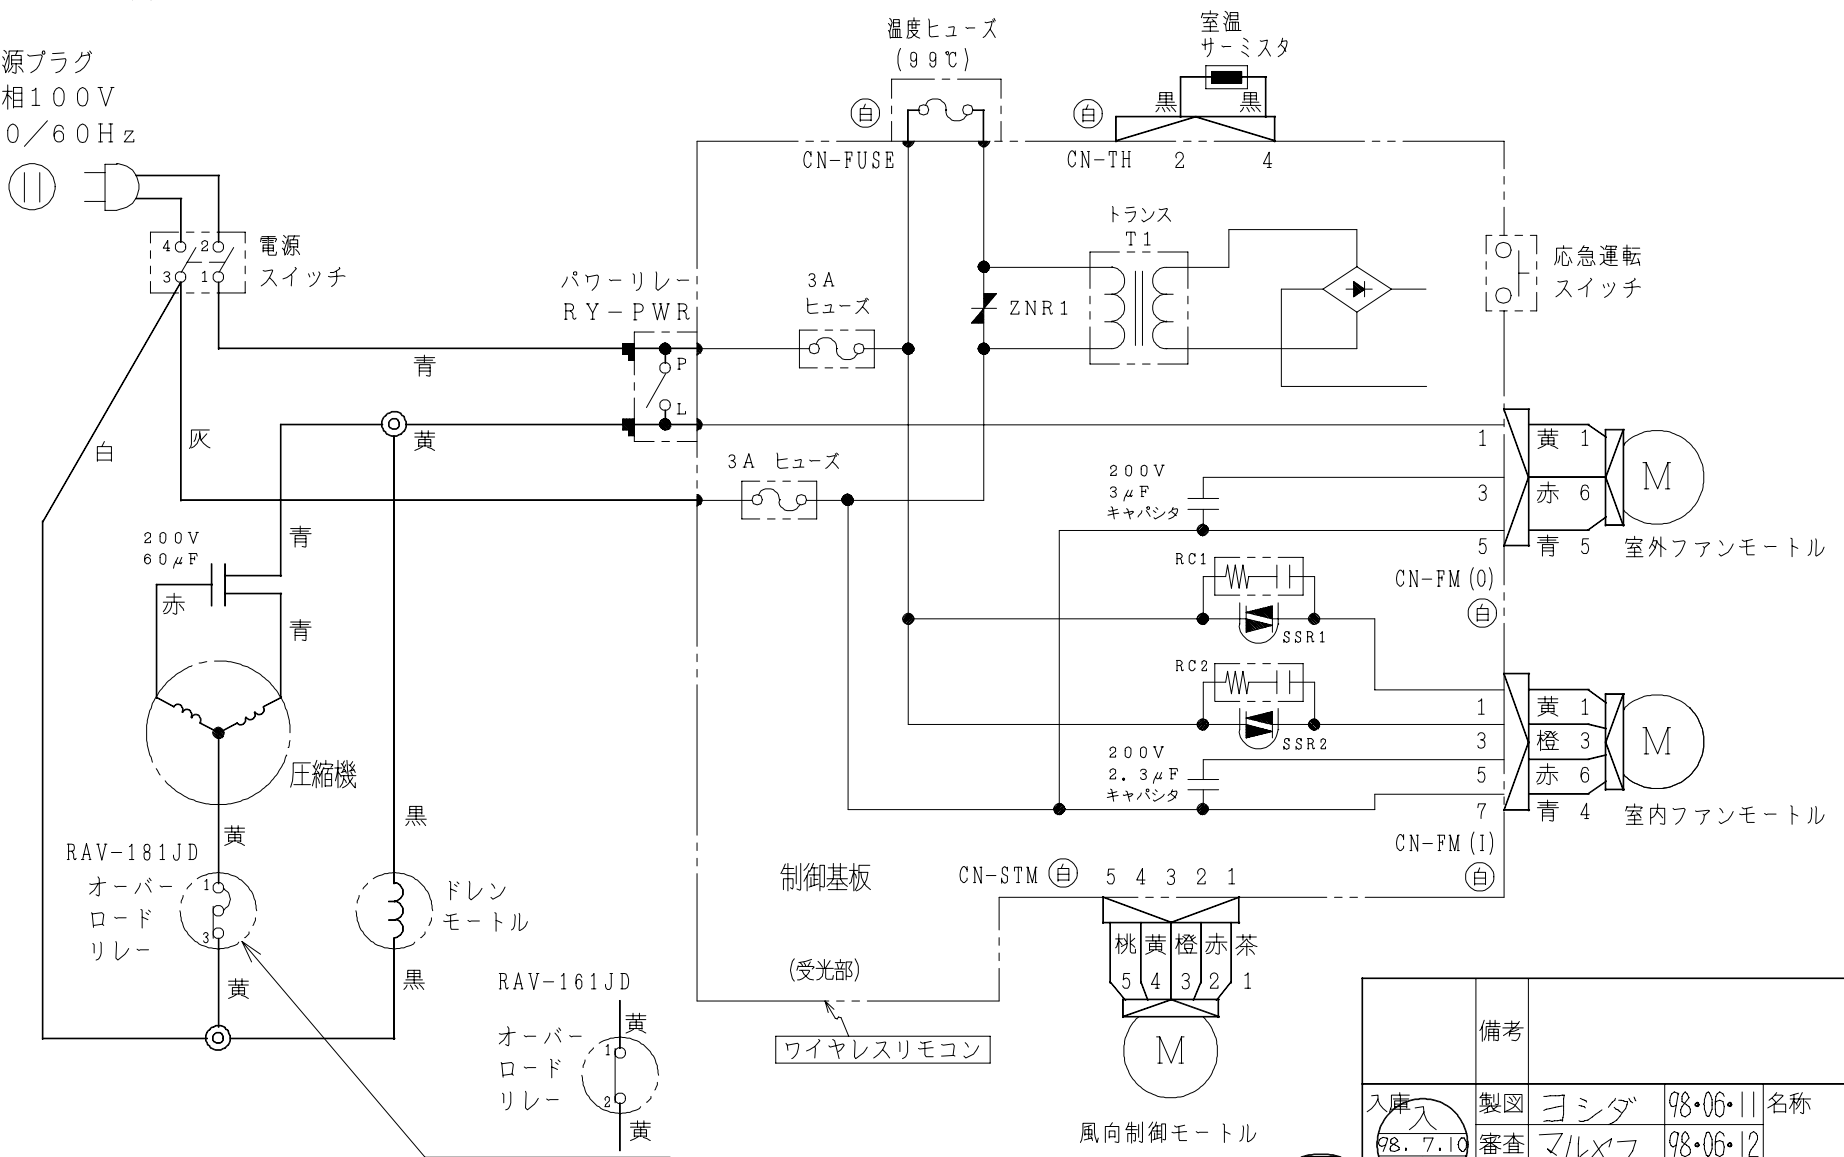 源プラグ
相100V
0/60Hz
4 2
3 1
電源
スイッチ
温度ヒューズ
(99℃)
白
CN-FUSE
室温
サーミスタ
黒 黒
白
CN-TH 2 4
パワーリレー
RY-PWR
P
L
3A
ヒューズ
ZNR1
トランス
T1
応急運転
スイッチ
青
黄
白
灰
3A ヒューズ
200V
3μF
キャパシタ
1 黄 1
3 赤 6
5 青 5
M
室外ファンモートル
CN-FM(O)
白
200V
60μF
青
赤
青
RC1
SSR1
RC2
SSR2
200V
2.3μF
キャパシタ
1 黄 1
3 橙 3
5 赤 6
7 青 4
M
室内ファンモートル
CN-FM(I)
白
圧縮機
黄
RAV-181JD
オーバー
ロード
リレー
1
3
黄
黒
ドレン
モートル
黒
制御基板
(受光部)
ワイヤレスリモコン
CN-STM 白 5 4 3 2 1
桃 黄 橙 赤 茶
5 4 3 2 1
M
風向制御モートル
RAV-161JD
オーバー
ロード
リレー
黄
1
2
黄
備考
入庫
入
98.7.10
製図 ヨシダ 98・06・11 名称
審査 98・06・12